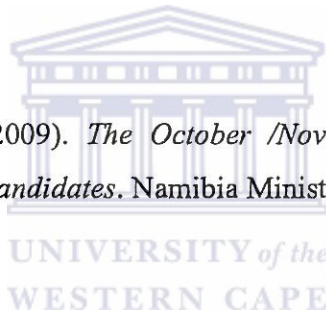 2009). The October /Nov
andidates. Namibia Minist
UNIVERSITY of the
WESTERN CAPE